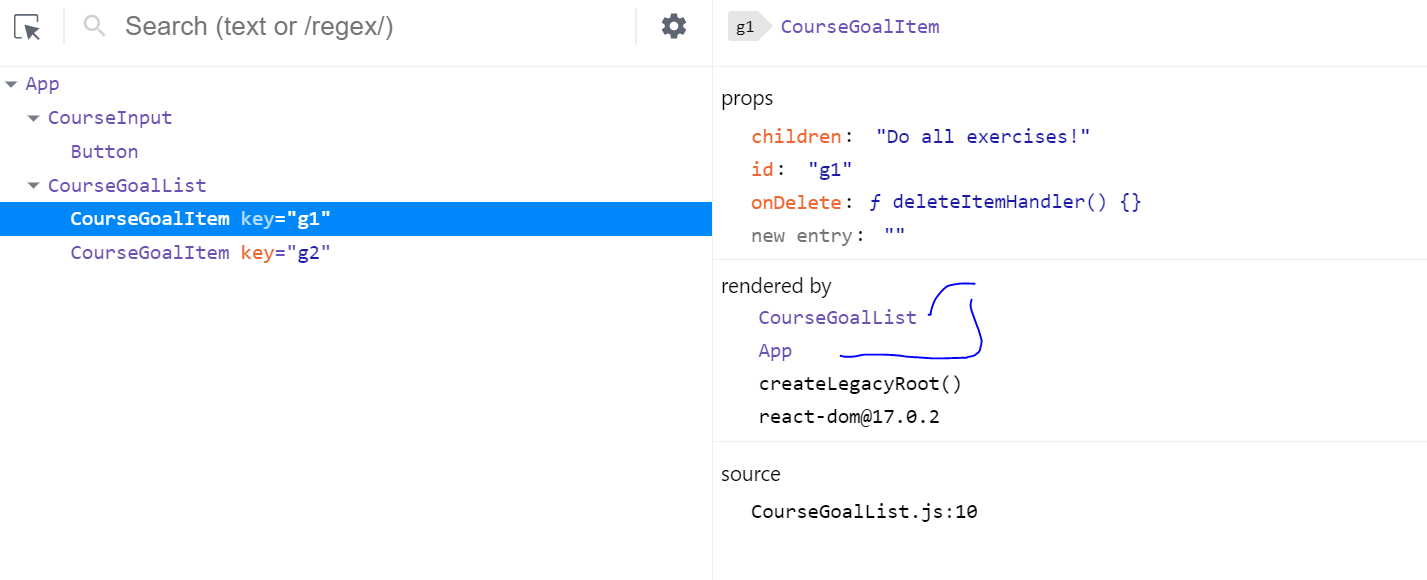 Search (text or /regex/)
App
CourseInput
Button
CourseGoalList
CourseGoalItem key="g1"
CourseGoalItem key="g2"
g1 CourseGoalItem
props
children: "Do all exercises!"
id: "g1"
onDelete: ƒ deleteItemHandler() {}
new entry: ""
rendered by
CourseGoalList
App
createLegacyRoot()
react-dom@17.0.2
source
CourseGoalList.js:10